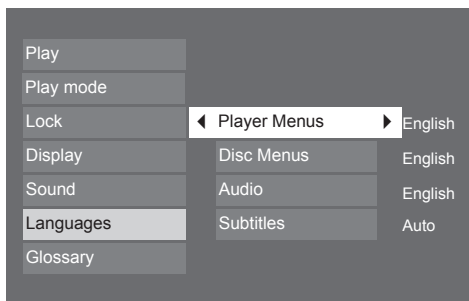 Play
Play mode
Lock
Display
Sound
Languages
Glossary
Player Menus English
Disc Menus English
Audio English
Subtitles Auto